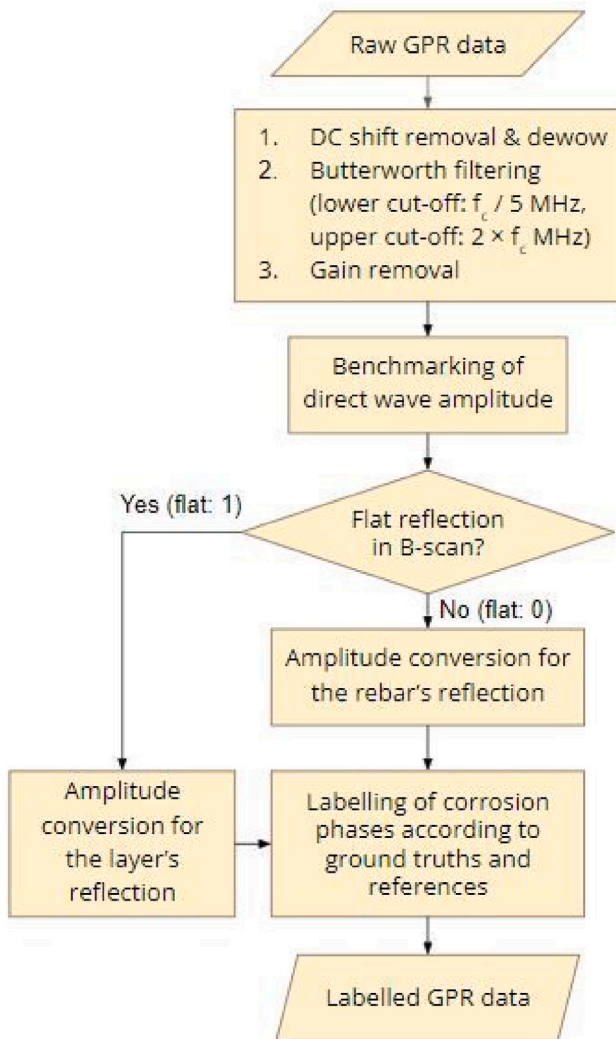 Raw GPR data
1. DC shift removal & dewow
2. Butterworth filtering
(lower cut-off: f_c / 5 MHz,
upper cut-off: 2 × f_c MHz)
3. Gain removal
Benchmarking of
direct wave amplitude
Flat reflection
in B-scan?
Yes (flat: 1)
No (flat: 0)
Amplitude conversion for
the rebar's reflection
Amplitude
conversion for
the layer's
reflection
Labelling of corrosion
phases according to
ground truths and
references
Labelled GPR data